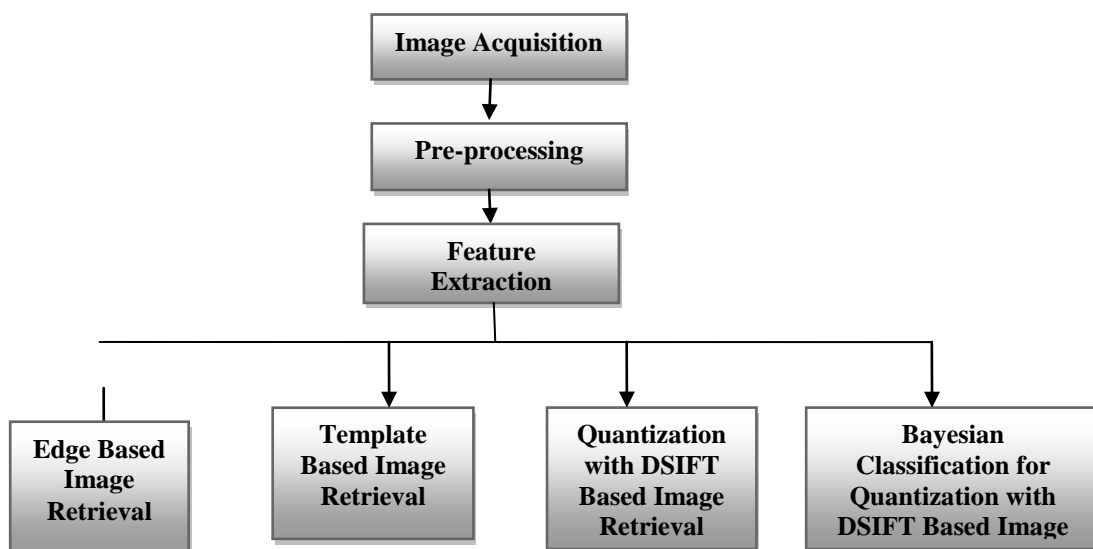 Image Acquisition
Pre-processing
Feature
Extraction
Edge Based
Image
Retrieval
Template
Based Image
Retrieval
Quantization
with DSIFT
Based Image
Retrieval
Bayesian
Classification for
Quantization with
DSIFT Based Image